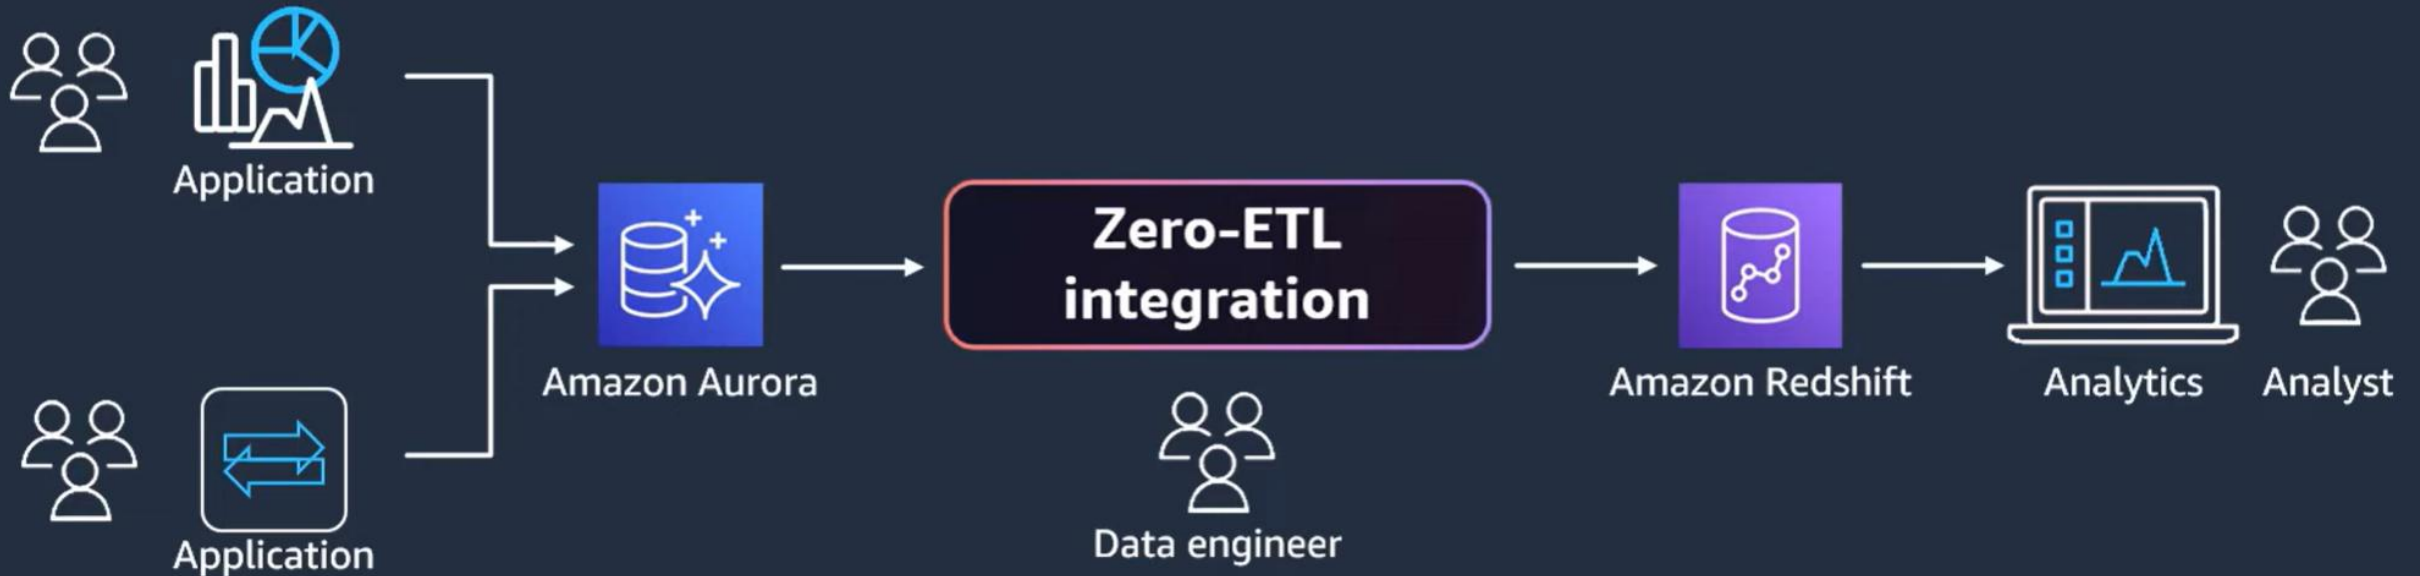 Application
Application
Amazon Aurora
Zero-ETL
integration
Data engineer
Amazon Redshift
Analytics
Analyst